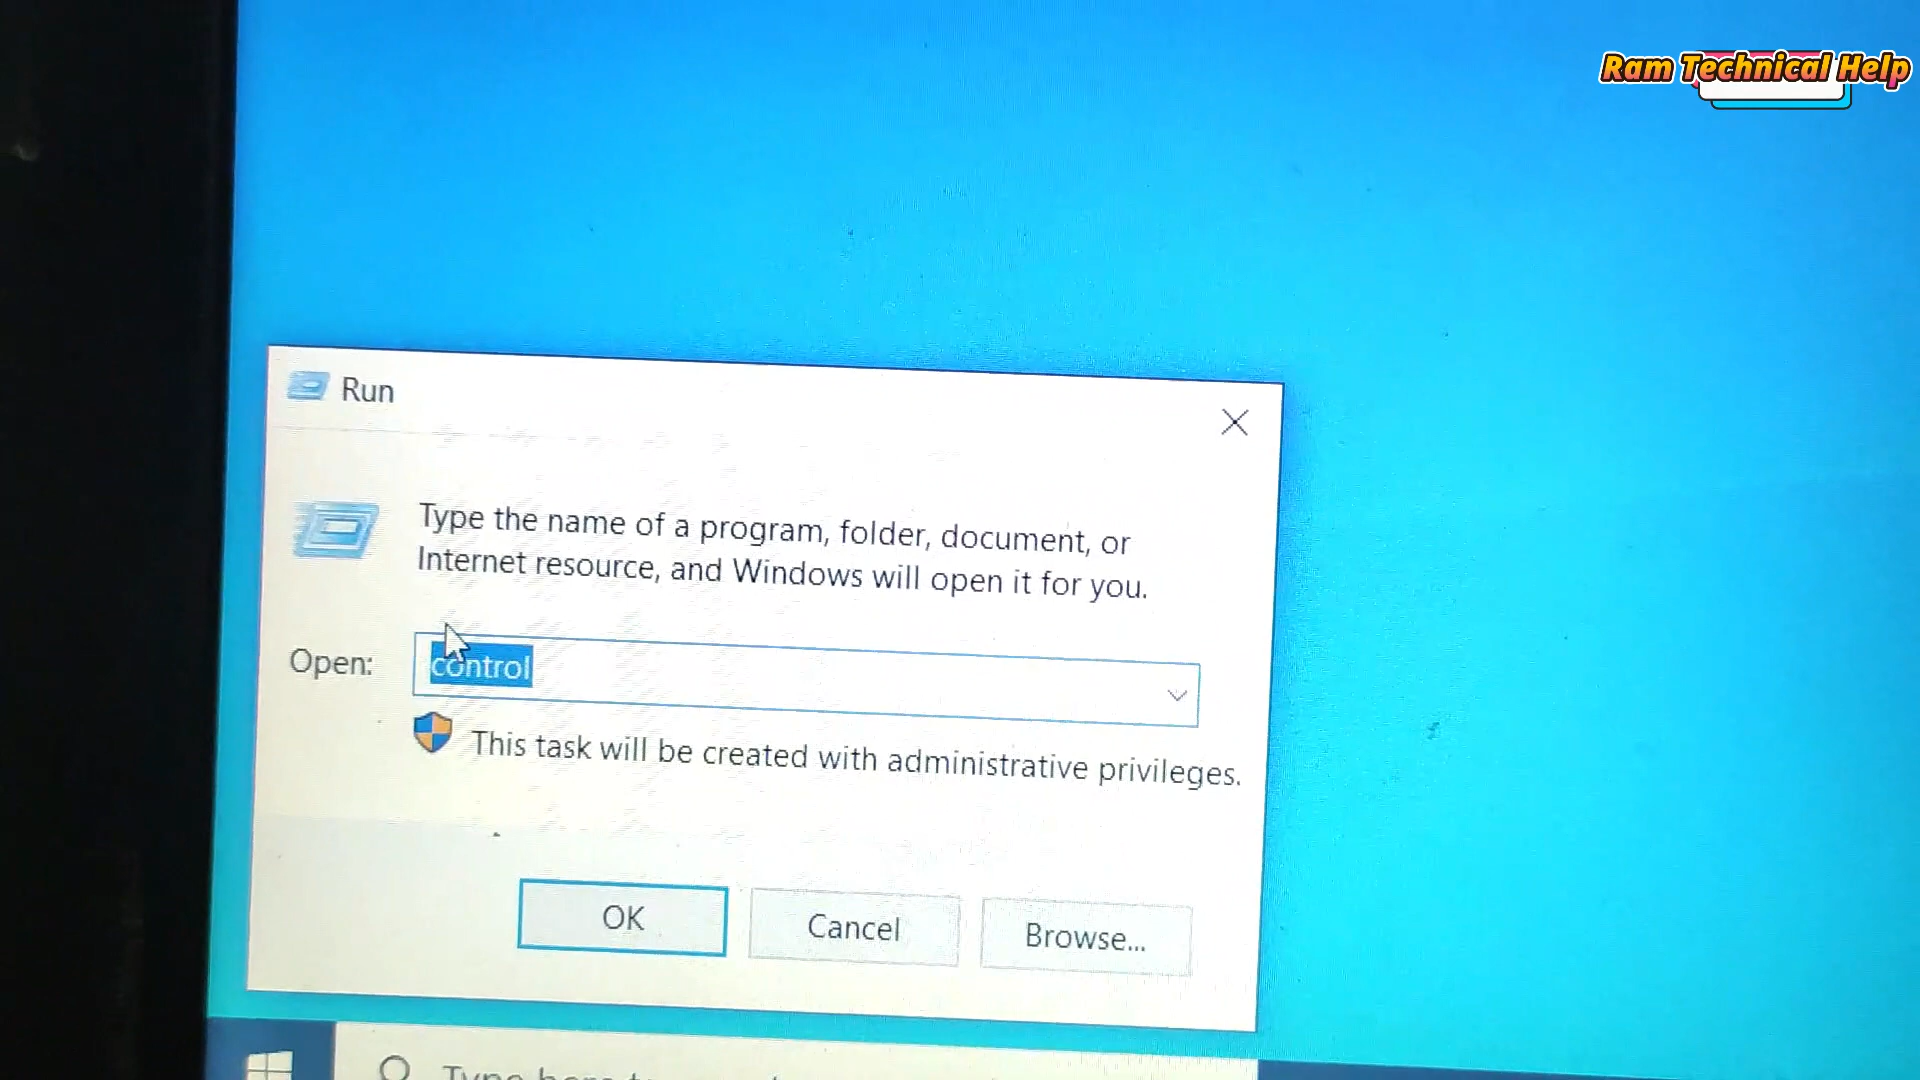 Ram Technical Help
Run
Type the name of a program, folder, document, or
Internet resource, and Windows will open it for you.
Open: control
This task will be created with administrative privileges.
OK Cancel Browse...
Type here t